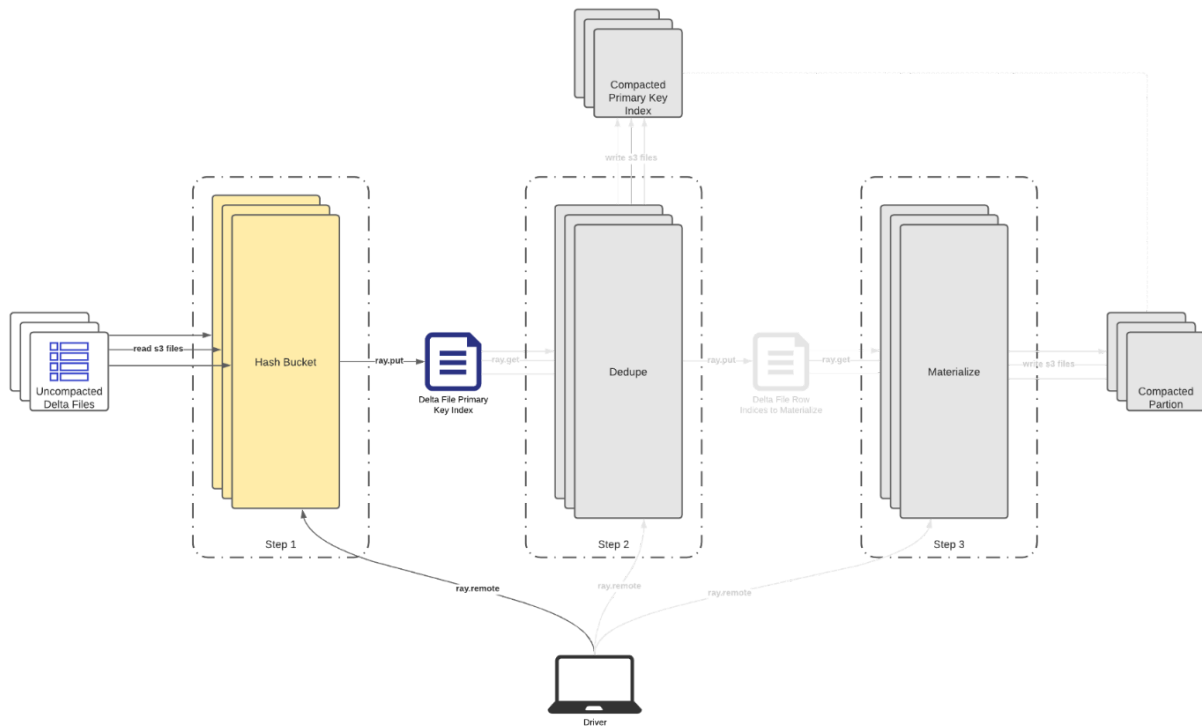 Compacted
Primary Key
Index
write s3 files
read s3 files
Uncompacted
Delta Files
Hash Bucket
ray.put
Delta File Primary
Key Index
ray.get
Dedupe
ray.put
Delta File Row
Indices to Materialize
ray.get
Materialize
write s3 files
Compacted
Partion
Step 1
Step 2
Step 3
ray.remote
ray.remote
ray.remote
Driver